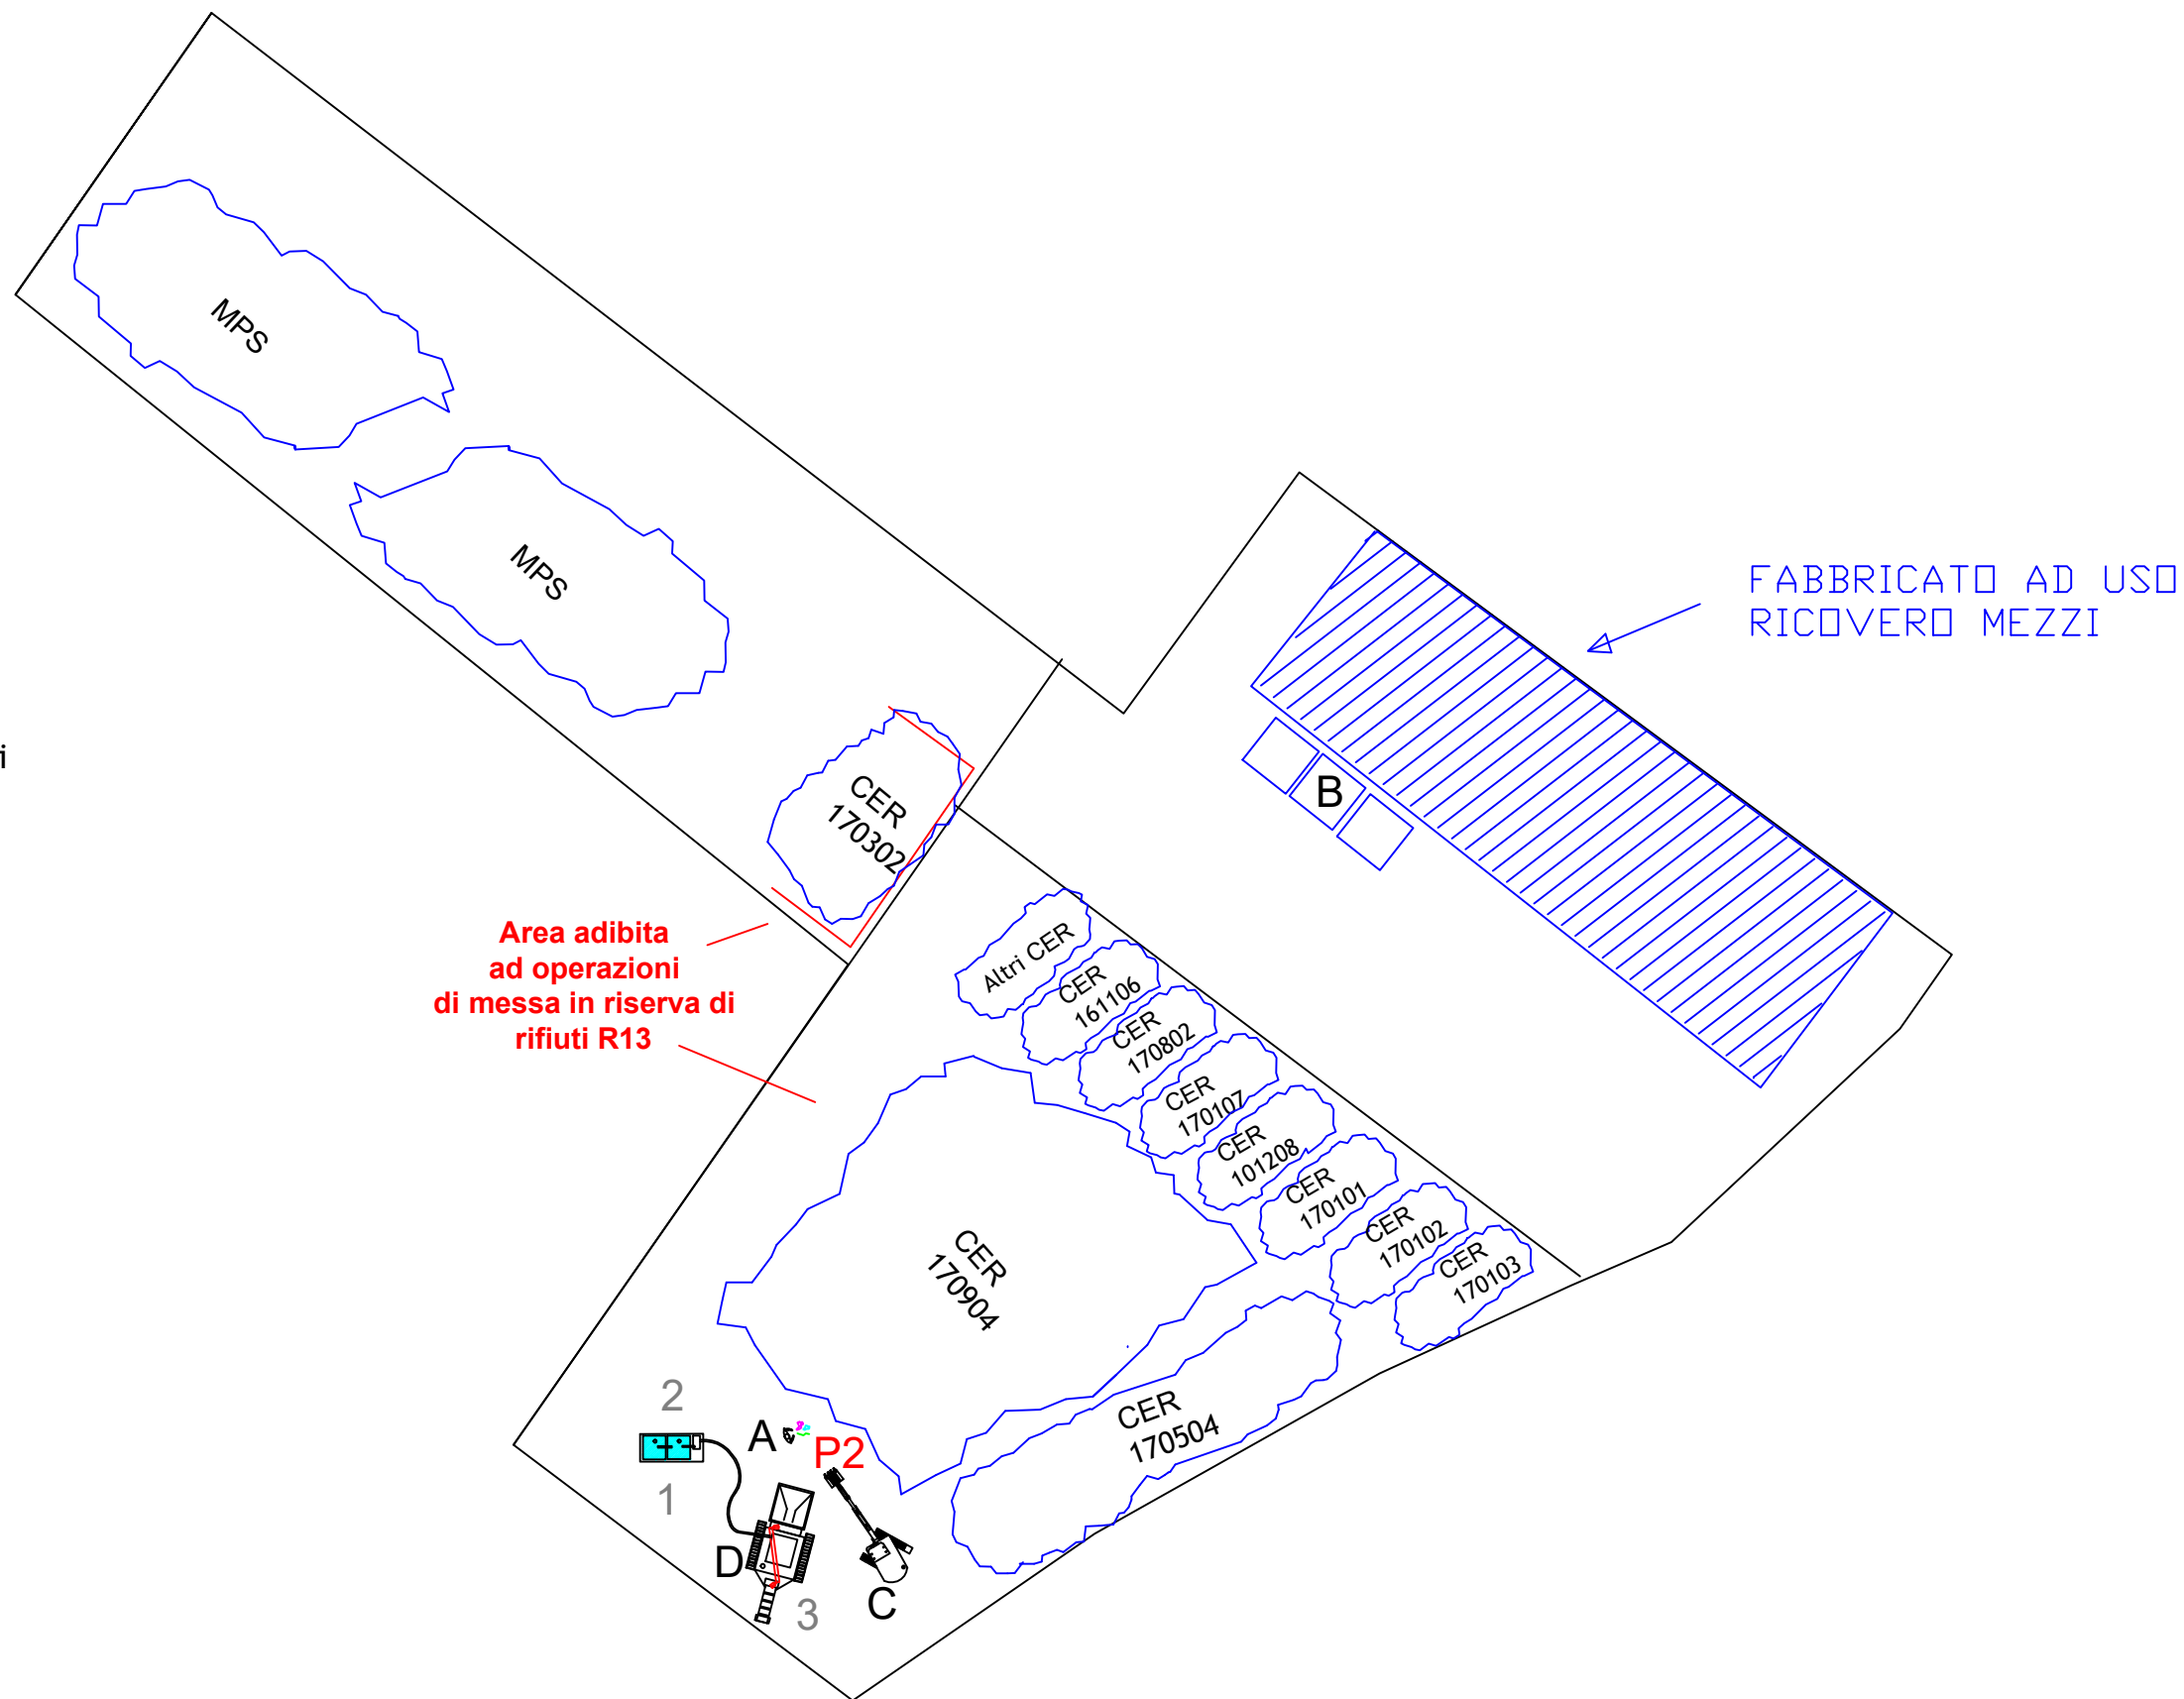 MPS
MPS
FABBRICATO AD USO
RICOVERO MEZZI
i
B
CER
170302
Area adibita
ad operazioni
di messa in riserva di
rifiuti R13
Altri CER
CER
161106
CER
170802
CER
170107
CER
101208
CER
170101
CER
170102
CER
170103
CER
170904
CER
170504
2
A
P2
1
D
3
C